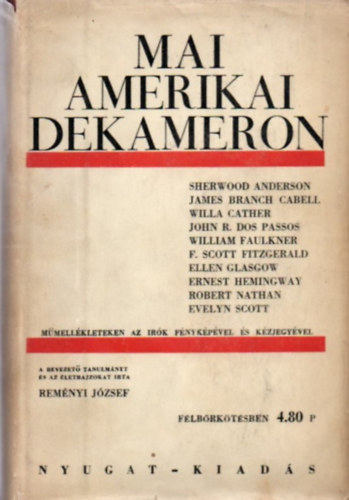 MAI
AMERIKAI
DEKAMERON
SHERWOOD ANDERSON
JAMES BRANCH CABELL
WILLA CATHER
JOHN R. DOS PASSOS
WILLIAM FAULKNER
F. SCOTT FITZGERALD
ELLEN GLASGOW
ERNEST HEMINGWAY
ROBERT NATHAN
EVELYN SCOTT
MŰMELLÉKLETEKEN AZ IRÓK FÉNYKÉPÉVEL ÉS KÉZJEGYÉVEL
A BEVEZETŐ TANULMÁNYT
ÉS AZ ÉLETRAJZOKAT IRTA
REMÉNYI JÓZSEF
FÉLBŐRKÖTÉSBEN 4.80 P
NYUGAT-KIADÁS